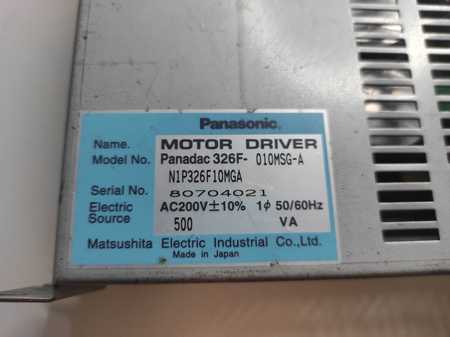 Panasonic
Name. MOTOR DRIVER
Model No. Panadac 326F- 010MSG-A
N1P326F10MGA
Serial No. 80704021
Electric Source AC200V±10% 1φ 50/60Hz
500 VA
Matsushita Electric Industrial Co.,Ltd.
Made in Japan